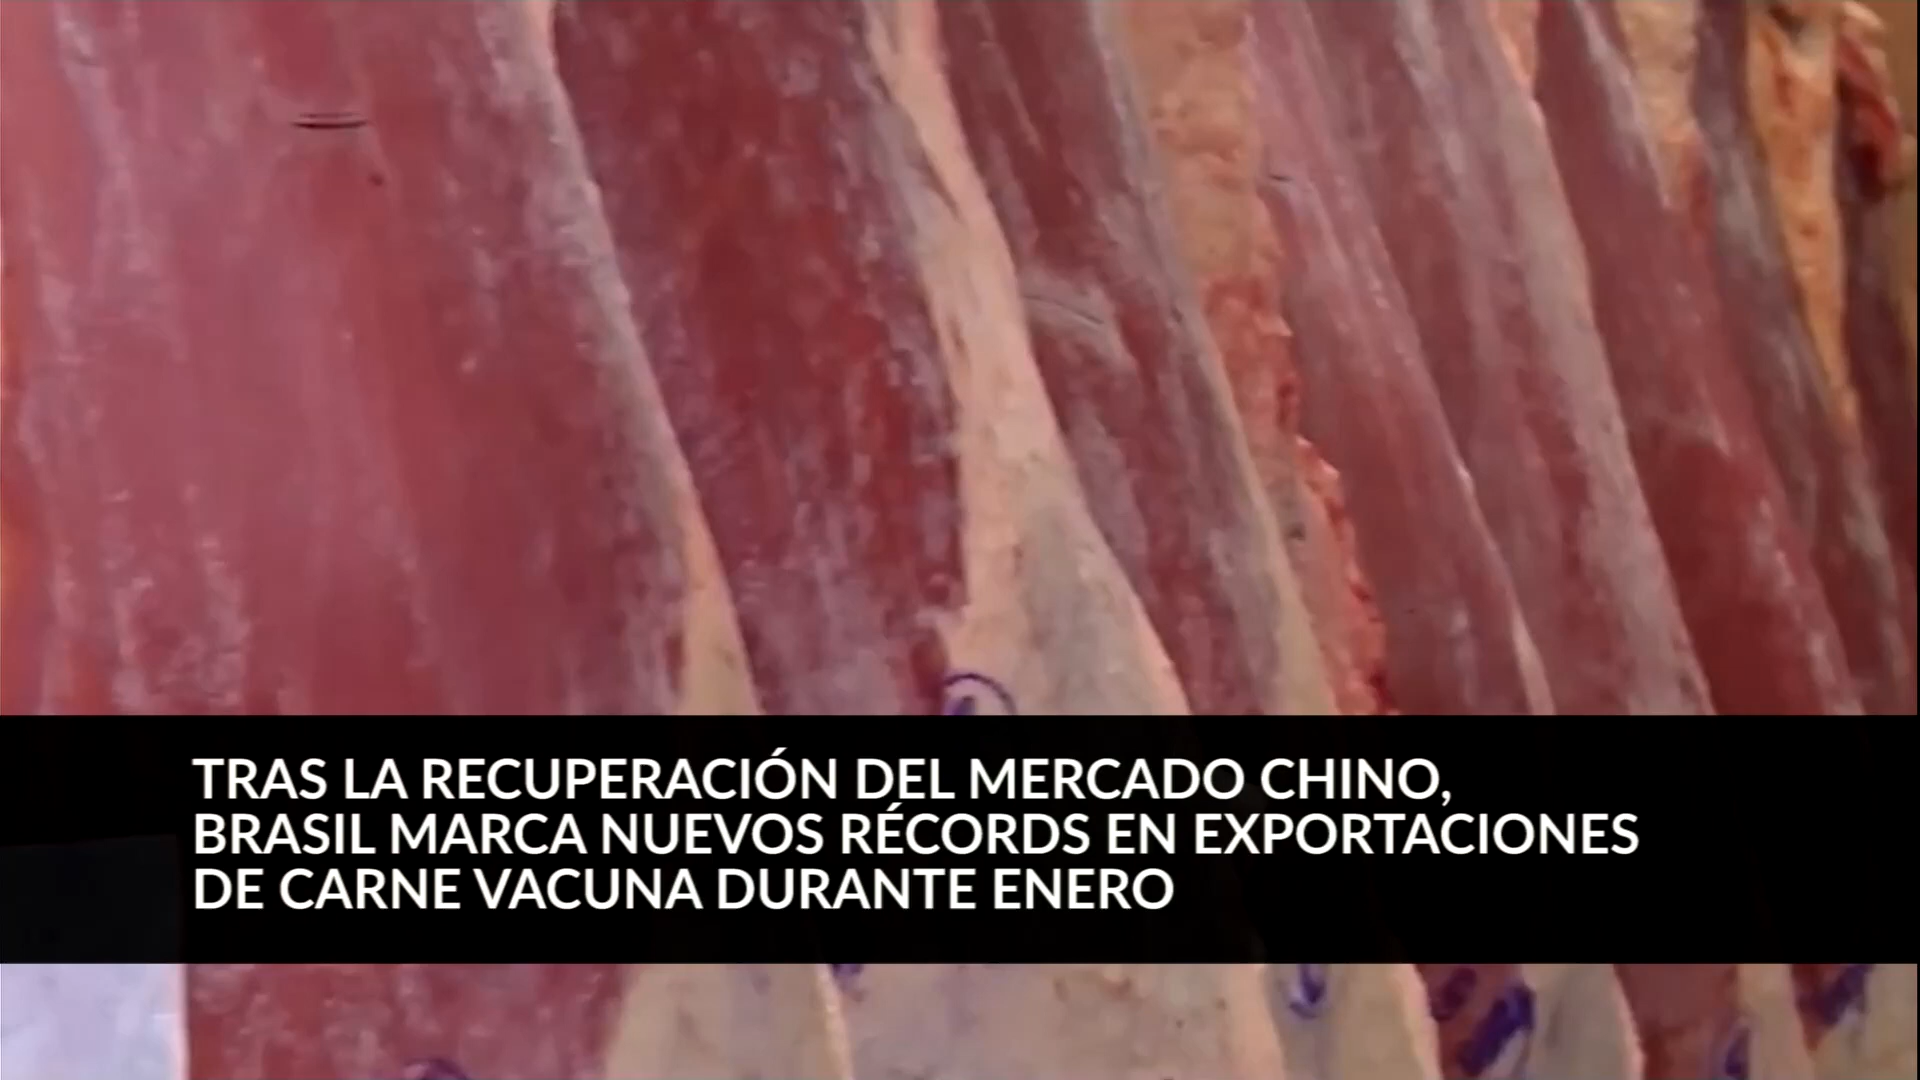 TRAS LA RECUPERACIÓN DEL MERCADO CHINO,
BRASIL MARCA NUEVOS RÉCORDS EN EXPORTACIONES
DE CARNE VACUNA DURANTE ENERO